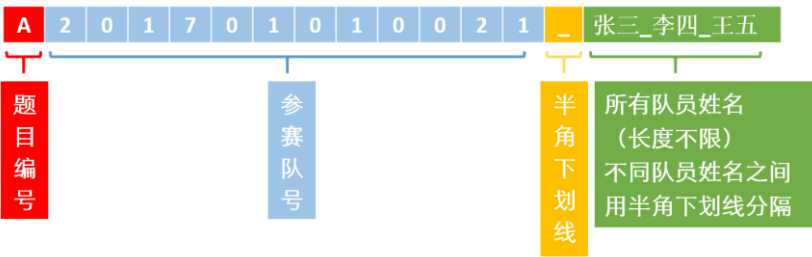 A201701010021_张三_李四_王五
题目编号
参赛队号
半角下划线
所有队员姓名
（长度不限）
不同队员姓名之间
用半角下划线分隔